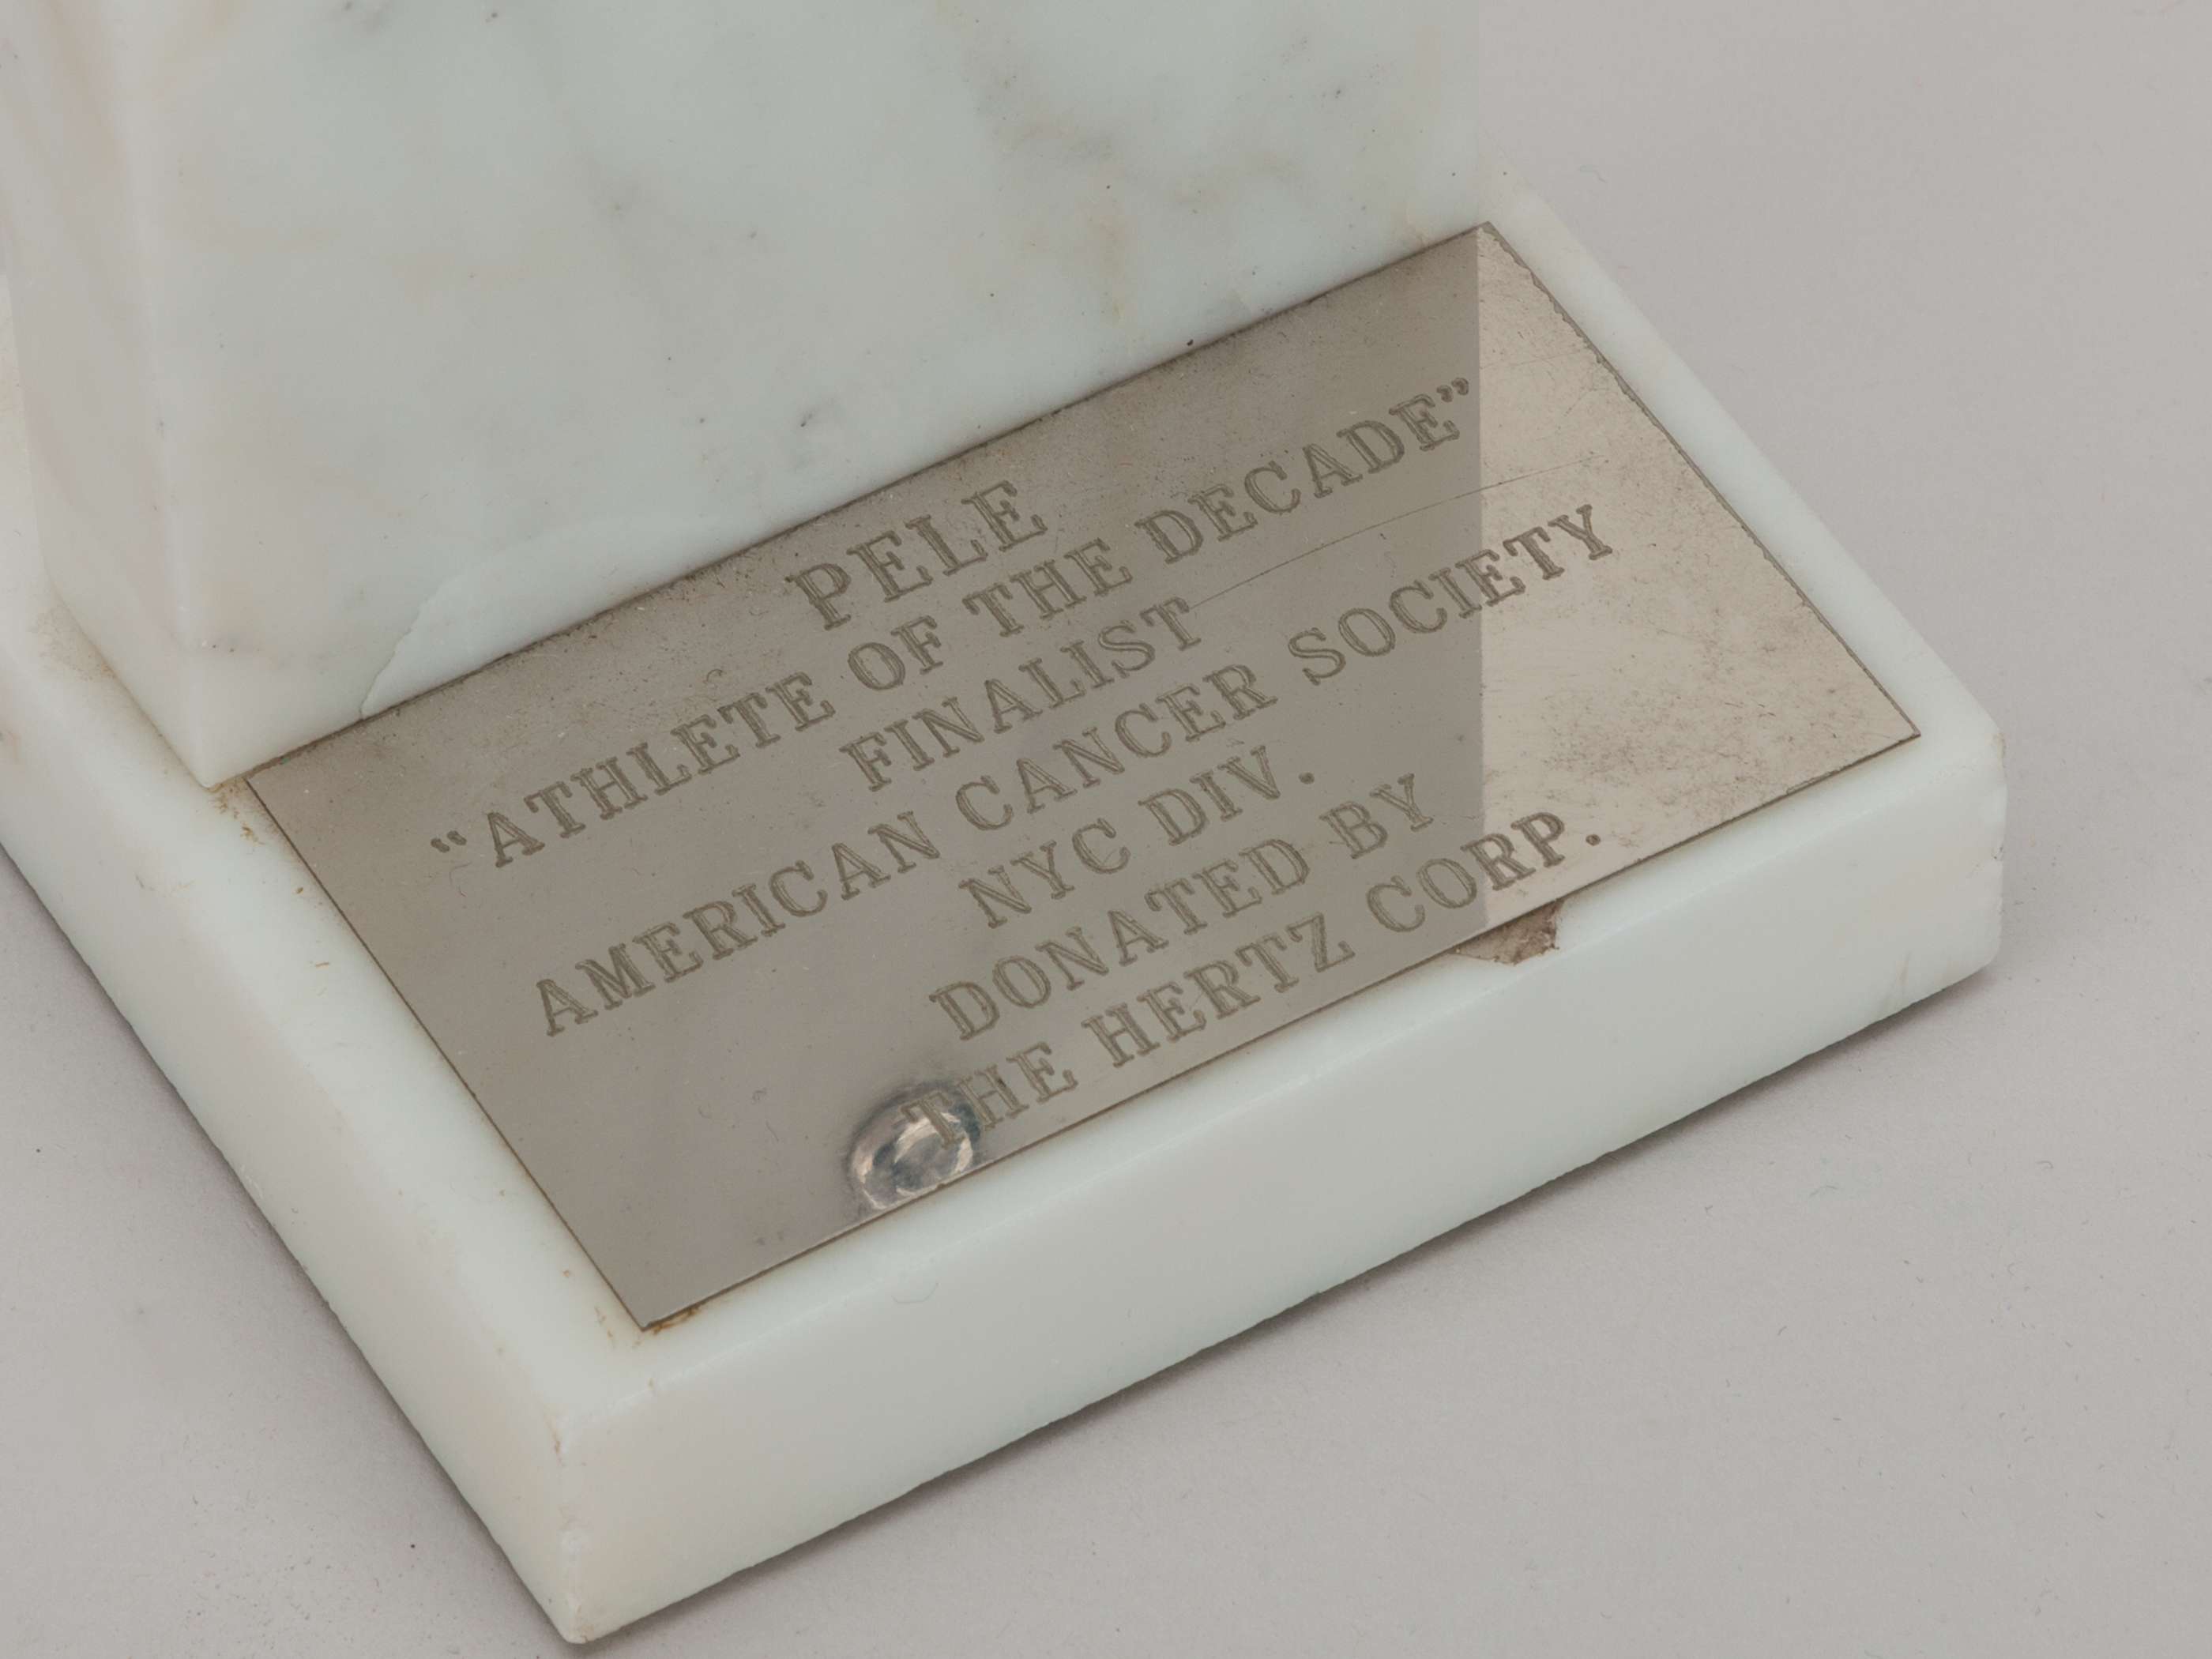 PELE
“ATHLETE OF THE DECADE”
FINALIST
AMERICAN CANCER SOCIETY
NYC DIV.
DONATED BY
THE HERTZ CORP.